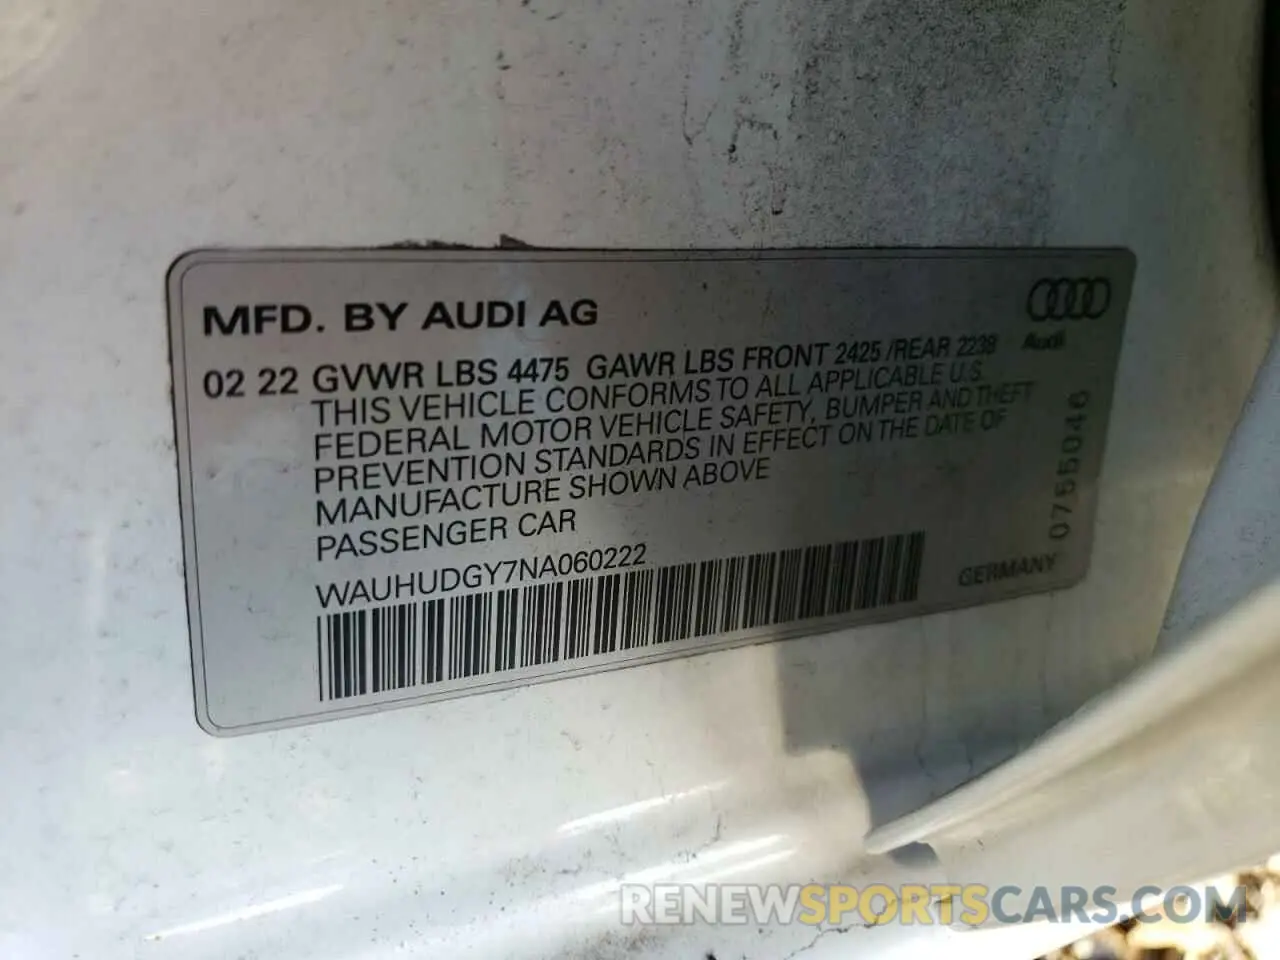 MFD. BY AUDI AG
Audi
02 22 GVWR LBS 4475 GAWR LBS FRONT 2425 /REAR 2238
THIS VEHICLE CONFORMS TO ALL APPLICABLE U.S.
FEDERAL MOTOR VEHICLE SAFETY, BUMPER AND THEFT
PREVENTION STANDARDS IN EFFECT ON THE DATE OF
MANUFACTURE SHOWN ABOVE
PASSENGER CAR
WAUHUDGY7NA060222
GERMANY
0755046
RENEWSPORTSCARS.COM